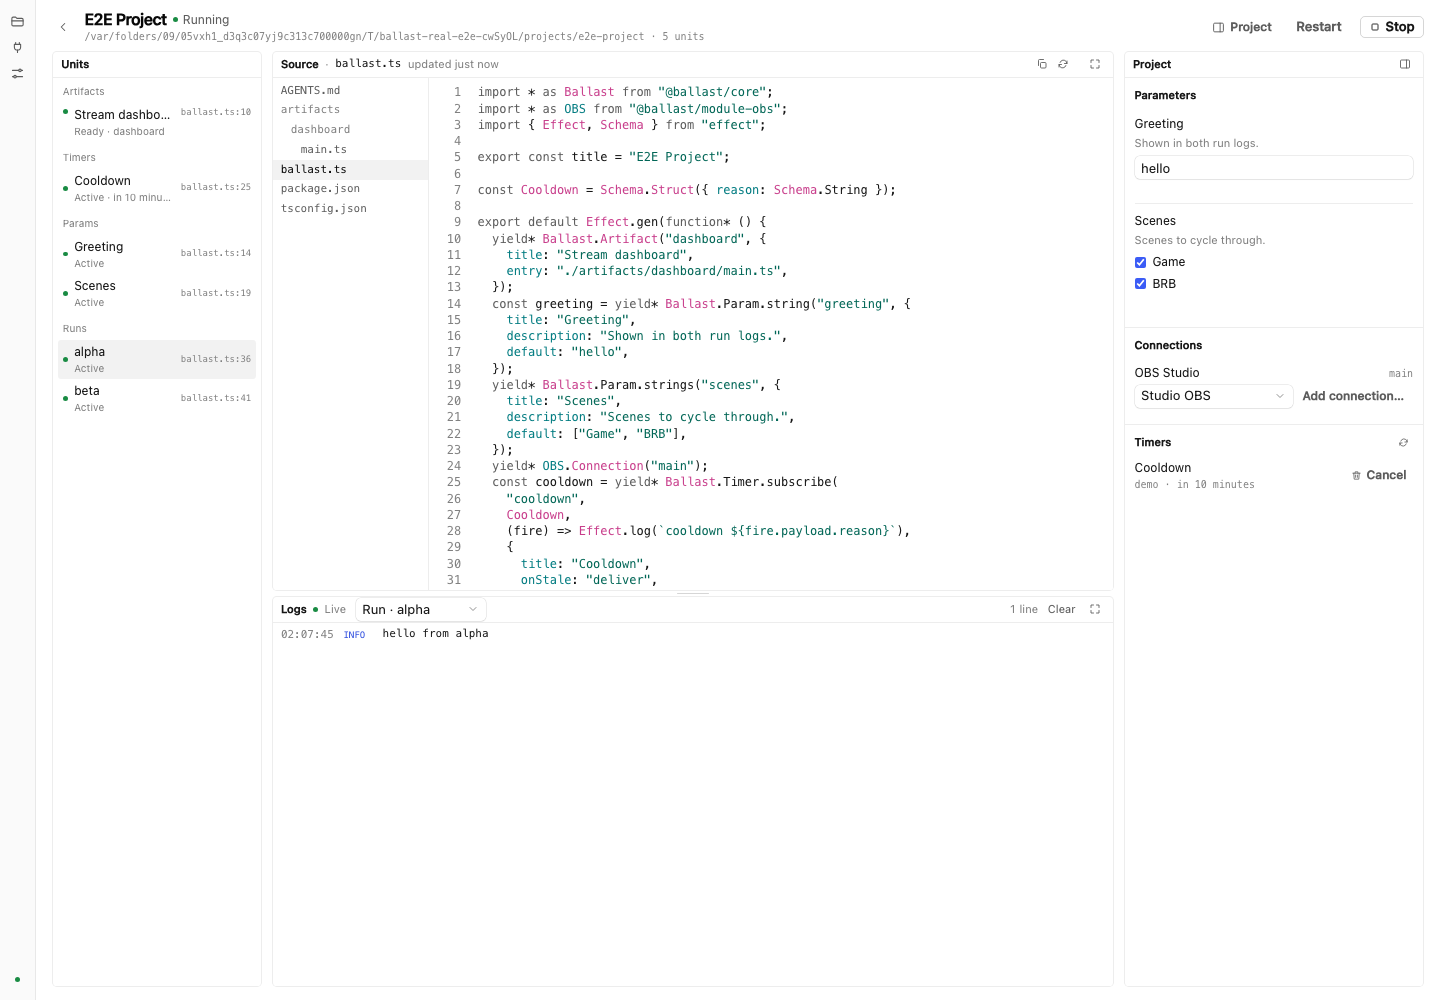 E2E Project
Running
/var/folders/09/05vxh1_d3q3c07yj9c313c700000gn/T/ballast-real-e2e-cwSyOL/projects/e2e-project · 5 units
Project
Restart
Stop
Units
Artifacts
Stream dashbo...
ballast.ts:10
Ready · dashboard
Timers
Cooldown
ballast.ts:25
Active · in 10 minu...
Params
Greeting
ballast.ts:14
Active
Scenes
ballast.ts:19
Active
Runs
alpha
ballast.ts:36
Active
beta
ballast.ts:41
Active
Source · ballast.ts updated just now
AGENTS.md
artifacts
dashboard
main.ts
ballast.ts
package.json
tsconfig.json
1 import * as Ballast from "@ballast/core";
2 import * as OBS from "@ballast/module-obs";
3 import { Effect, Schema } from "effect";
4
5 export const title = "E2E Project";
6
7 const Cooldown = Schema.Struct({ reason: Schema.String });
8
9 export default Effect.gen(function* () {
10 yield* Ballast.Artifact("dashboard", {
11 title: "Stream dashboard",
12 entry: "./artifacts/dashboard/main.ts",
13 });
14 const greeting = yield* Ballast.Param.string("greeting", {
15 title: "Greeting",
16 description: "Shown in both run logs.",
17 default: "hello",
18 });
19 yield* Ballast.Param.strings("scenes", {
20 title: "Scenes",
21 description: "Scenes to cycle through.",
22 default: ["Game", "BRB"],
23 });
24 yield* OBS.Connection("main");
25 const cooldown = yield* Ballast.Timer.subscribe(
26 "cooldown",
27 Cooldown,
28 (fire) => Effect.log(`cooldown ${fire.payload.reason}`),
29 {
30 title: "Cooldown",
31 onStale: "deliver",
Logs
Live
Run · alpha
1 line
Clear
02:07:45 INFO hello from alpha
Project
Parameters
Greeting
Shown in both run logs.
hello
Scenes
Scenes to cycle through.
Game
BRB
Connections
OBS Studio
main
Studio OBS
Add connection...
Timers
Cooldown
demo · in 10 minutes
Cancel